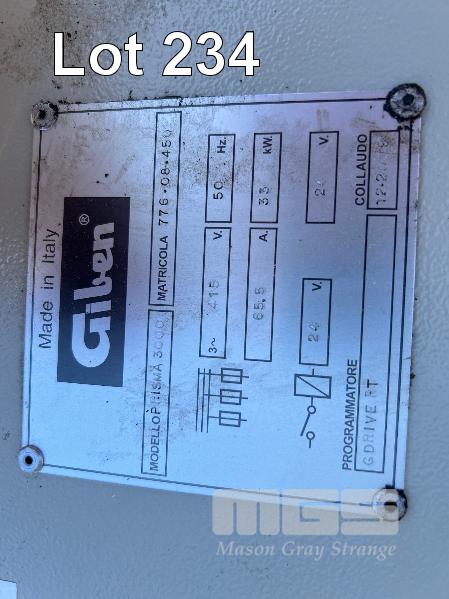 Lot 234
Made in Italy
Giben ®
MODELLO PRISMA 3000 MATRICOLA 776·08·450
3~ 415 V. 50 Hz.
65,5 A. 33 kW.
24 V. 24 V.
PROGRAMMATORE COLLAUDO
GDRIVE RT
MGS
Mason Gray Strange